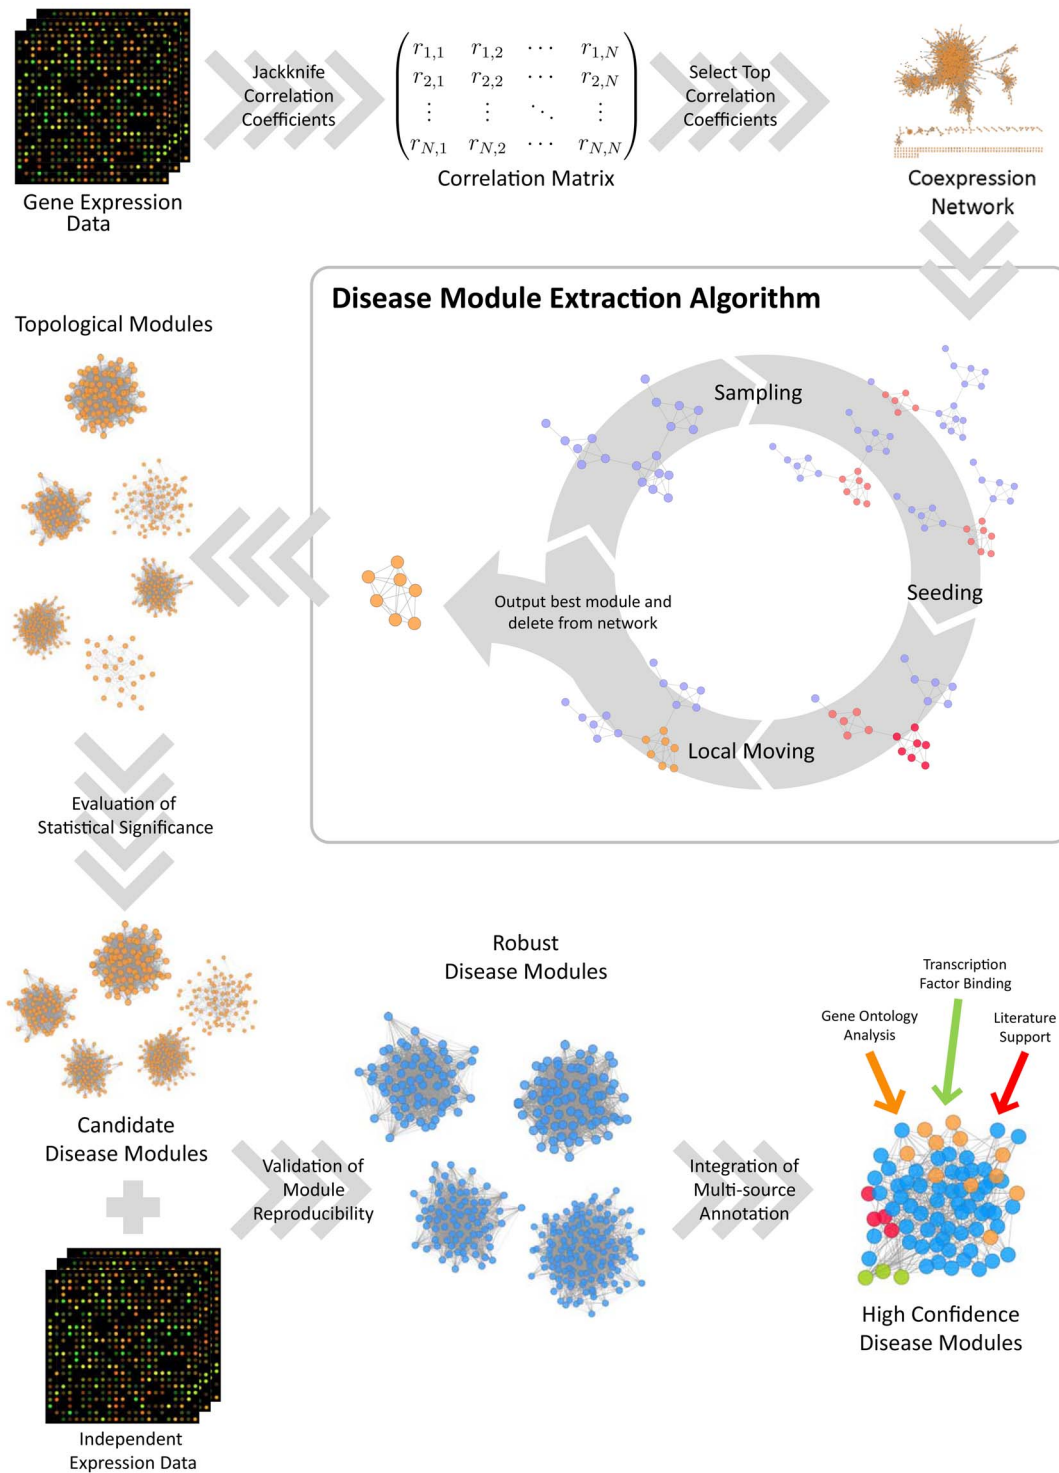 Jackknife
Correlation
Coefficients
r1,1 r1,2 ⋯ r1,N
r2,1 r2,2 ⋯ r2,N
⋮ ⋮ ⋱ ⋮
rN,1 rN,2 ⋯ rN,N
Select Top
Correlation
Coefficients
Gene Expression
Data
Correlation Matrix
Coexpression
Network
Disease Module Extraction Algorithm
Topological Modules
Sampling
Seeding
Output best module and
delete from network
Local Moving
Evaluation of
Statistical Significance
Candidate
Disease Modules
Robust
Disease Modules
Transcription
Factor Binding
Gene Ontology
Analysis
Literature
Support
Validation of
Module
Reproducibility
Integration of
Multi-source
Annotation
High Confidence
Disease Modules
Independent
Expression Data